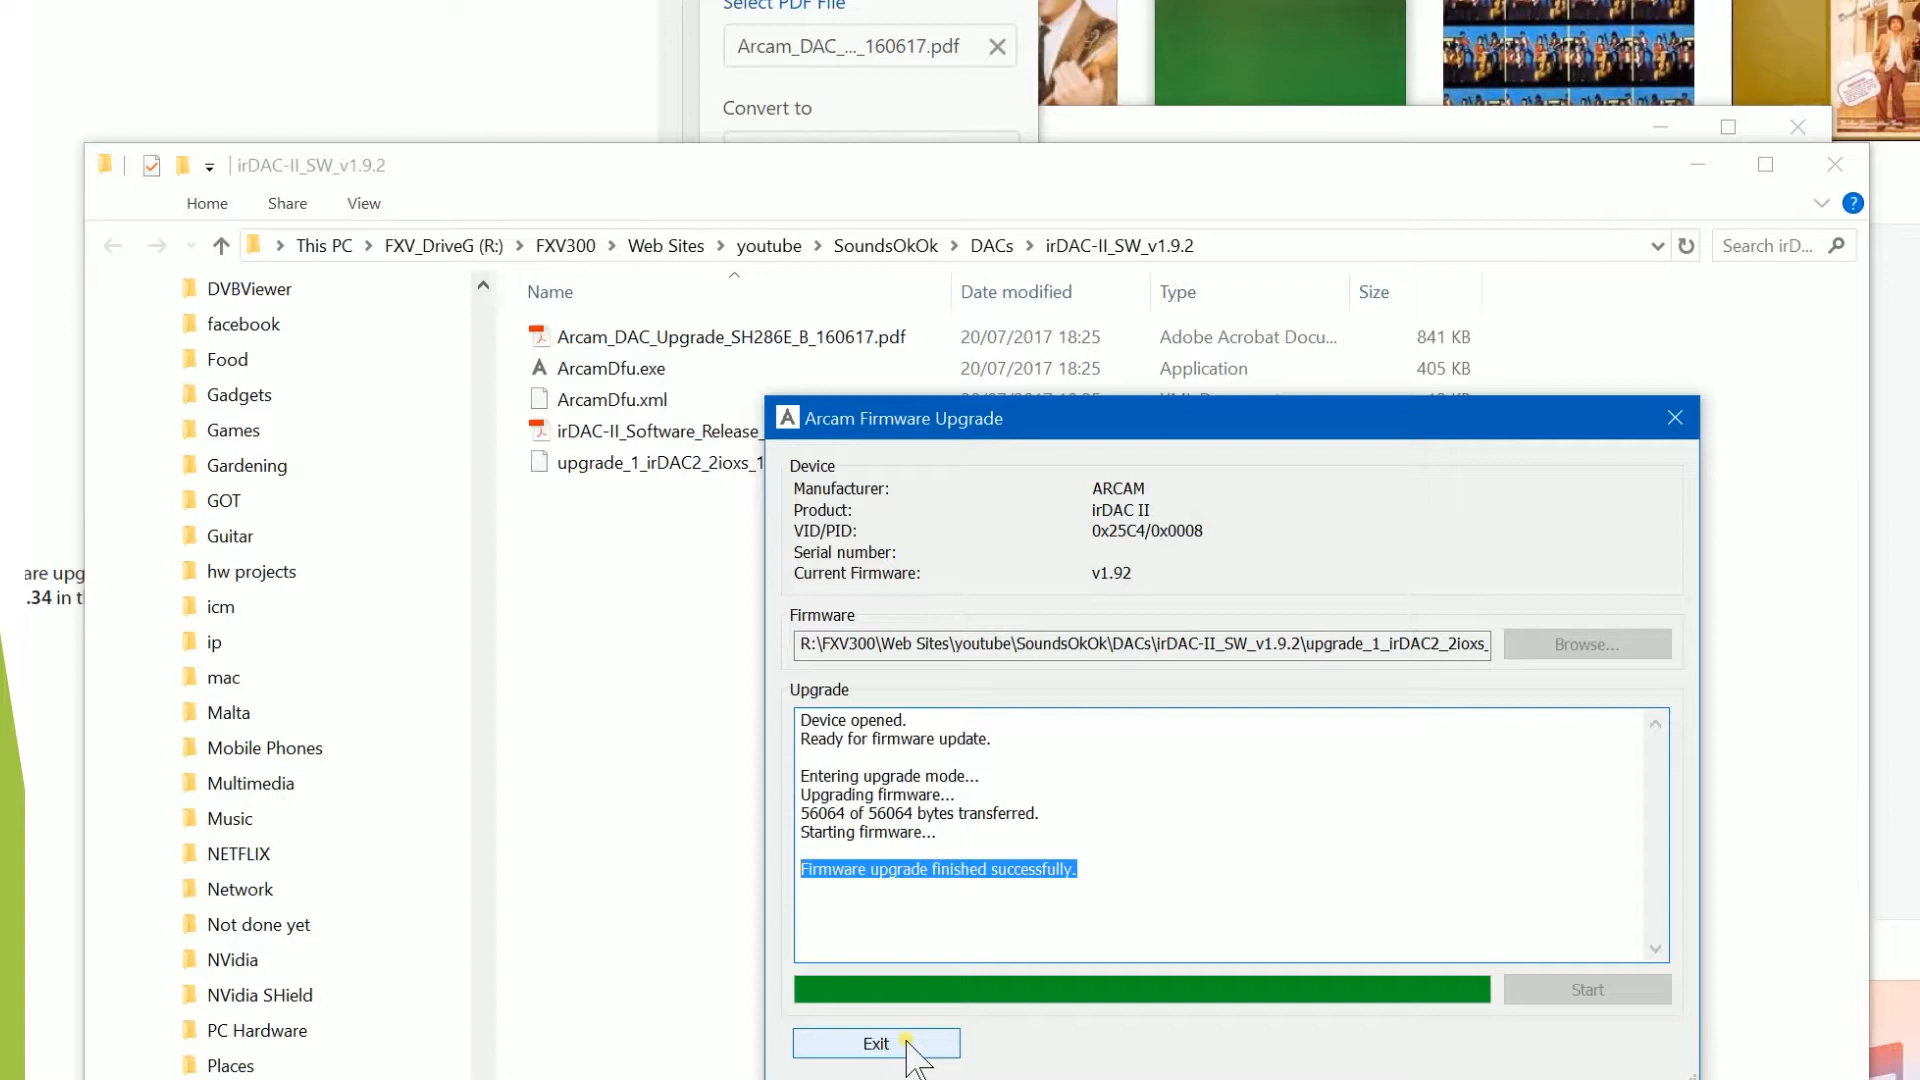 Select PDF File
Arcam_DAC_..._160617.pdf
Convert to
irDAC-II_SW_v1.9.2
Home Share View
This PC FXV_DriveG (R:) FXV300 Web Sites youtube SoundsOkOk DACs irDAC-II_SW_v1.9.2
Search irD...
Name Date modified Type Size
Arcam_DAC_Upgrade_SH286E_B_160617.pdf 20/07/2017 18:25 Adobe Acrobat Docu... 841 KB
ArcamDfu.exe 20/07/2017 18:25 Application 405 KB
ArcamDfu.xml
irDAC-II_Software_Release_
upgrade_1_irDAC2_2ioxs_1
DVBViewer
facebook
Food
Gadgets
Games
Gardening
GOT
Guitar
hw projects
icm
ip
mac
Malta
Mobile Phones
Multimedia
Music
NETFLIX
Network
Not done yet
NVidia
NVidia SHield
PC Hardware
Places
are upg
.34 in t
Arcam Firmware Upgrade
Device
Manufacturer: ARCAM
Product: irDAC II
VID/PID: 0x25C4/0x0008
Serial number:
Current Firmware: v1.92
Firmware
R:\FXV300\Web Sites\youtube\SoundsOkOk\DACs\irDAC-II_SW_v1.9.2\upgrade_1_irDAC2_2ioxs_
Browse...
Upgrade
Device opened.
Ready for firmware update.
Entering upgrade mode...
Upgrading firmware...
56064 of 56064 bytes transferred.
Starting firmware...
Firmware upgrade finished successfully.
Start
Exit